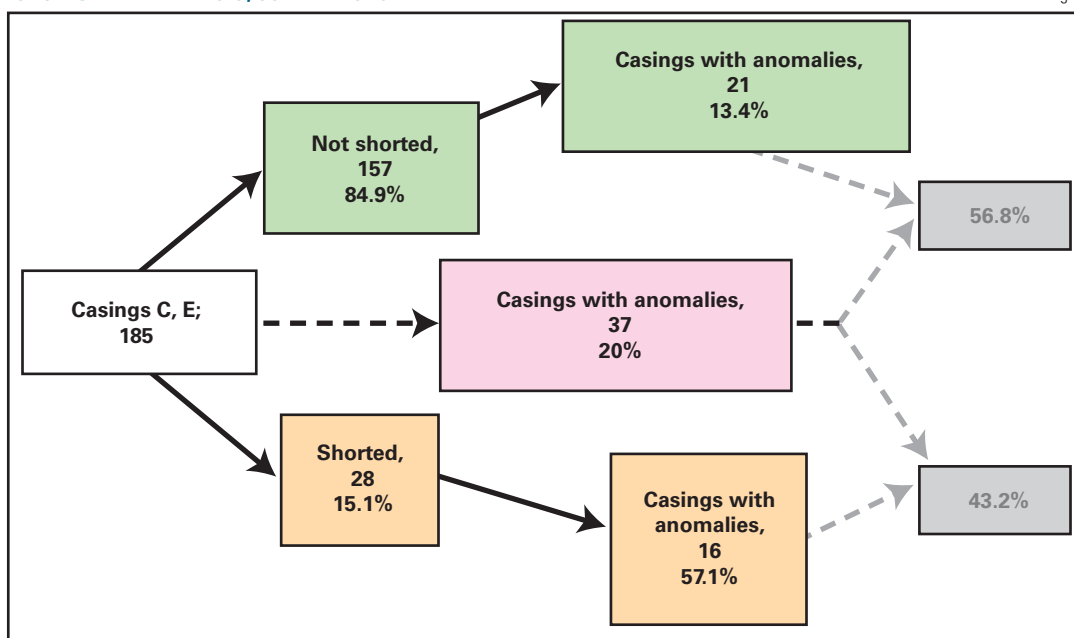 Casings with anomalies,
21
13.4%
Not shorted,
157
84.9%
56.8%
Casings C, E;
185
Casings with anomalies,
37
20%
Shorted,
28
15.1%
Casings with
anomalies,
16
57.1%
43.2%